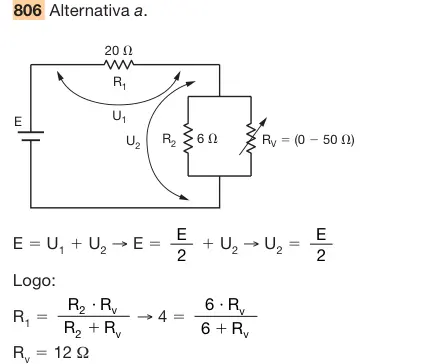 806 Alternativa a.
20 Ω
R₁
E
U₁
U₂
R₂
6 Ω
Rᵥ = (0 – 50 Ω)
E = U₁ + U₂ → E = E/2 + U₂ → U₂ = E/2
Logo:
R₁ = R₂ · Rᵥ / R₂ + Rᵥ → 4 = 6 · Rᵥ / 6 + Rᵥ
Rᵥ = 12 Ω